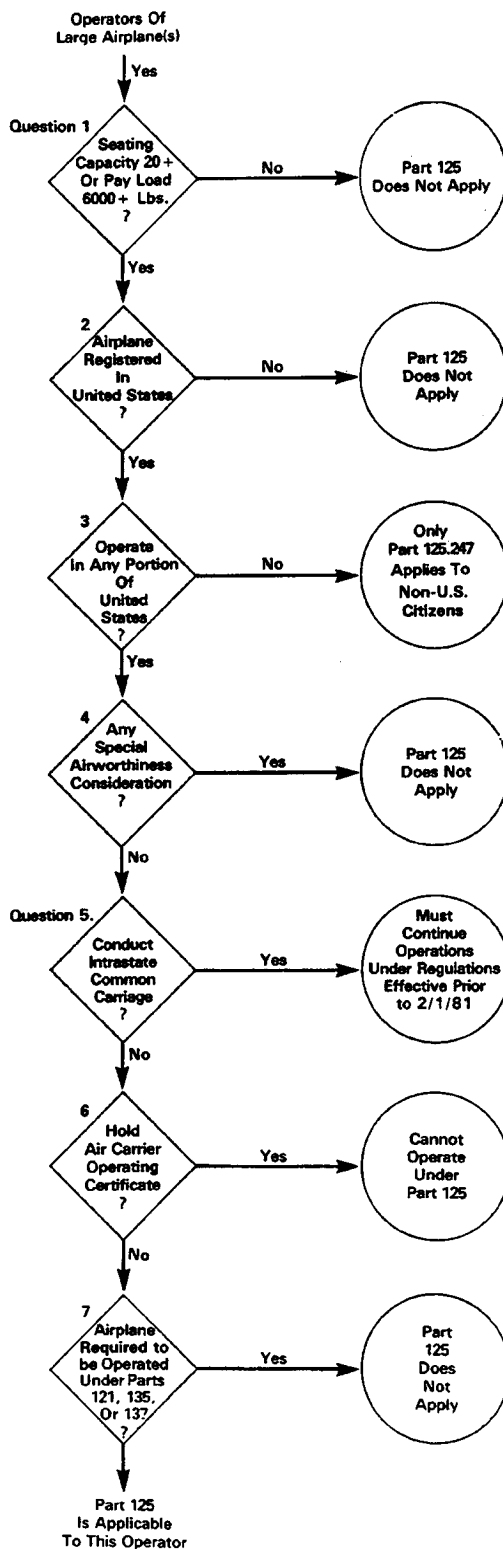 Operators Of
Large Airplane(s)
Yes
Question 1
Seating
Capacity 20+
Or Pay Load
6000+ Lbs.
?
No
Part 125
Does Not Apply
Yes
2
Airplane
Registered
In
United States
?
No
Part 125
Does Not
Apply
Yes
3
Operate
In Any Portion
Of
United
States
?
No
Only
Part 125.247
Applies To
Non-U.S.
Citizens
Yes
4
Any
Special
Airworthiness
Consideration
?
Yes
Part 125
Does Not
Apply
No
Question 5.
Conduct
Intrastate
Common
Carriage
?
Yes
Must
Continue
Operations
Under Regulations
Effective Prior
to 2/1/81
No
6
Hold
Air Carrier
Operating
Certificate
?
Yes
Cannot
Operate
Under
Part 125
No
7
Airplane
Required to
be Operated
Under Parts
121, 135,
Or 137
?
Yes
Part
125
Does
Not
Apply
No
Part 125
Is Applicable
To This Operator